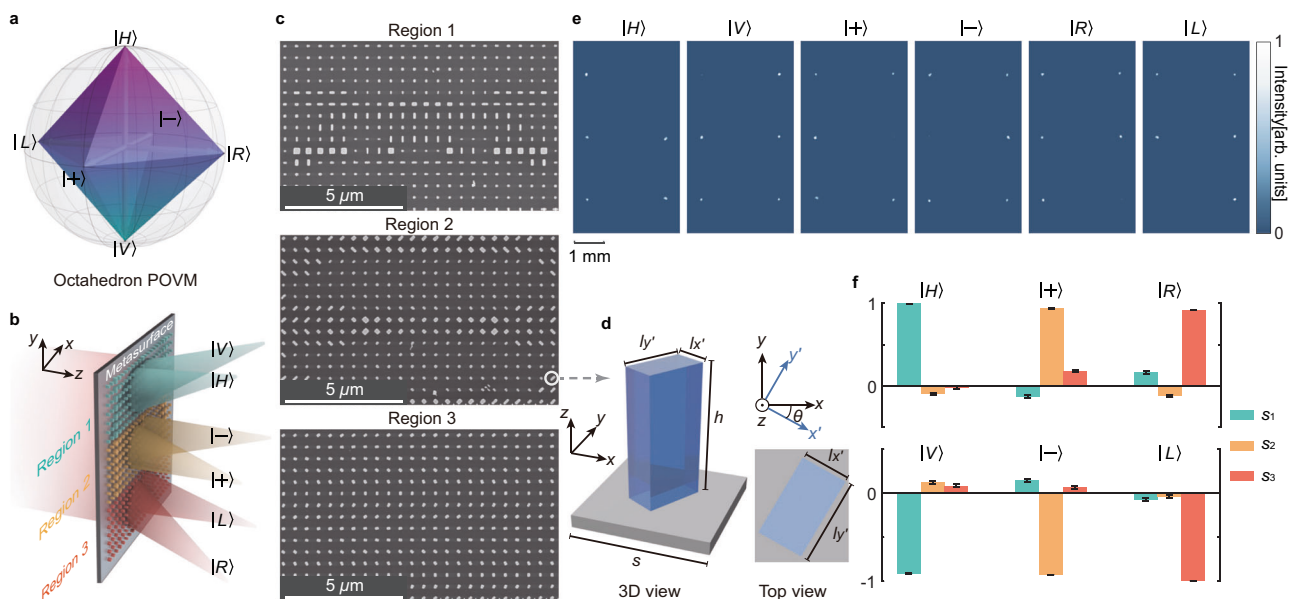 a
|H⟩
|−⟩
|L⟩
|R⟩
|+⟩
|V⟩
Octahedron POVM
b
y
x
z
Metasurface
|V⟩
|H⟩
|−⟩
|+⟩
|L⟩
|R⟩
Region 1
Region 2
Region 3
c
Region 1
5 µm
Region 2
5 µm
Region 3
5 µm
d
ly'
lx'
h
z
y
x
s
3D view
y
y'
x
z
θ
x'
lx'
ly'
Top view
e
|H⟩ |V⟩ |+⟩ |−⟩ |R⟩ |L⟩
1
Intensity[arb. units]
0
1 mm
f
|H⟩ |+⟩ |R⟩
1
0
|V⟩ |−⟩ |L⟩
0
-1
s1
s2
s3